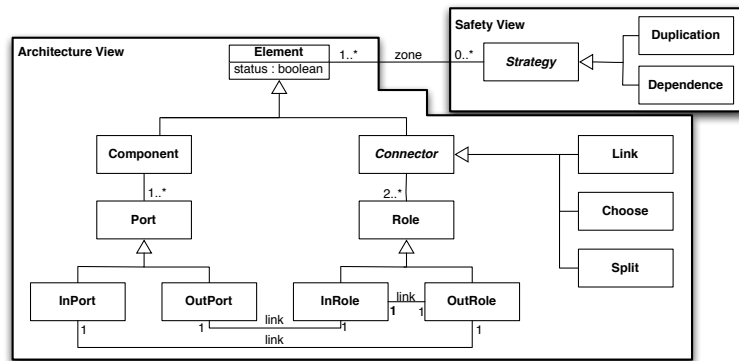 Architecture View
Element
status : boolean
1..*
zone
0..*
Safety View
Strategy
Duplication
Dependence
Component
Connector
Link
1..*
2..*
Port
Role
Choose
Split
InPort
OutPort
InRole
link
OutRole
1
1
1
link
1
1
1
link
1